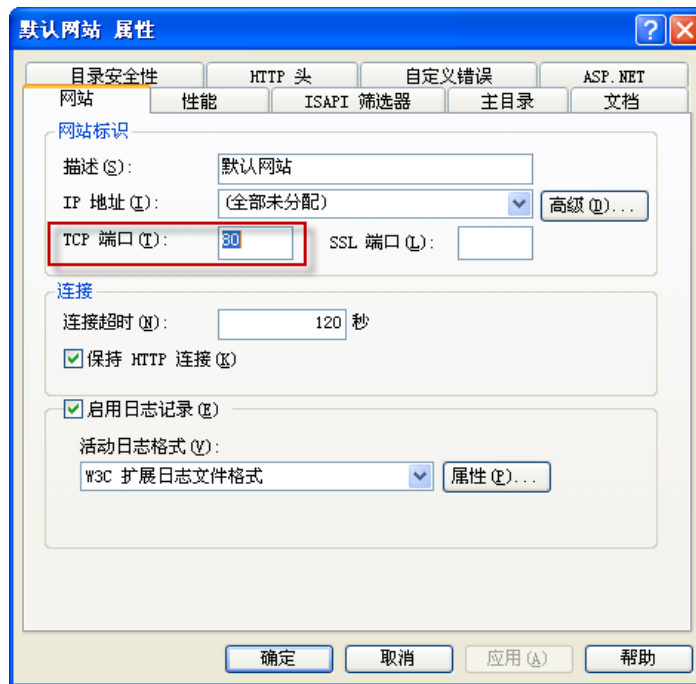 默认网站 属性
目录安全性 HTTP 头 自定义错误 ASP.NET
网站 性能 ISAPI 筛选器 主目录 文档
网站标识
描述(S): 默认网站
IP 地址(I): (全部未分配) 高级(D)...
TCP 端口(T): 80 SSL 端口(L):
连接
连接超时(N): 120 秒
保持 HTTP 连接(K)
启用日志记录(E)
活动日志格式(V):
W3C 扩展日志文件格式 属性(P)...
确定 取消 应用(A) 帮助